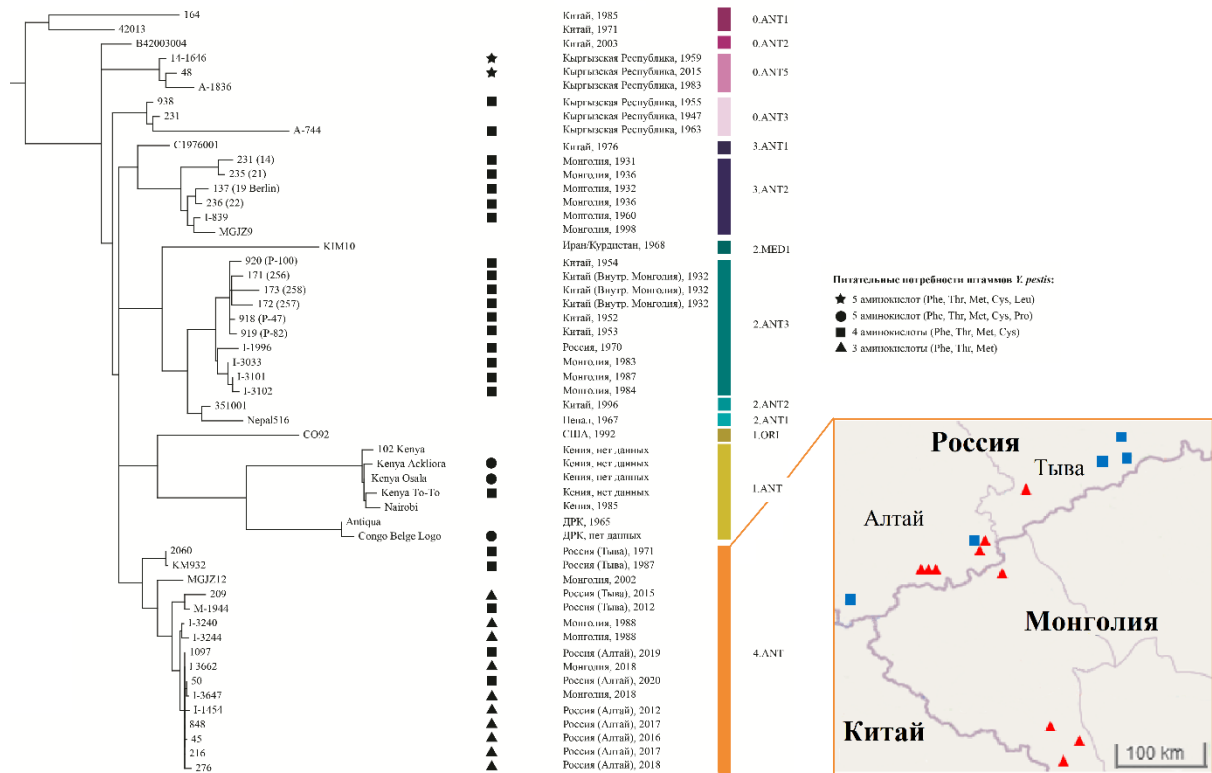 164 Китай, 1985 0.ANT1
42013 Китай, 1971
B42003004 Китай, 2003 0.ANT2
14-1646 Кыргызская Республика, 1959
48 Кыргызская Республика, 2015 0.ANT5
A-1836 Кыргызская Республика, 1983
938 Кыргызская Республика, 1955
231 Кыргызская Республика, 1947 0.ANT3
A-744 Кыргызская Республика, 1963
C1976001 Китай, 1976 3.ANT1
231 (14) Монголия, 1931
235 (21) Монголия, 1936
137 (19 Berlin) Монголия, 1932 3.ANT2
236 (22) Монголия, 1936
I-839 Монголия, 1960
MGJZ9 Монголия, 1998
KIM10 Иран/Курдистан, 1968 2.MED1
920 (P-100) Китай, 1954
171 (256) Китай (Внутр. Монголия), 1932
173 (258) Китай (Внутр. Монголия), 1932
172 (257) Китай (Внутр. Монголия), 1932
918 (P-47) Китай, 1952
919 (P-82) Китай, 1953 2.ANT3
I-1996 Россия, 1970
I-3033 Монголия, 1983
I-3101 Монголия, 1987
I-3102 Монголия, 1984
351001 Китай, 1996 2.ANT2
Nepal516 Непал, 1967 2.ANT1
CO92 США, 1992 1.ORI
102 Kenya Кения, нет данных
Kenya Ackliora Кения, нет данных
Kenya Osala Кения, нет данных
Kenya To-To Кения, нет данных 1.ANT
Nairobi Кения, 1985
Antiqua ДРК, 1965
Congo Belge Logo ДРК, нет данных
2060 Россия (Тыва), 1971
KM932 Россия (Тыва), 1987
MGJZ12 Монголия, 2002
209 Россия (Тыва), 2015
M-1944 Россия (Тыва), 2012
I-3240 Монголия, 1988
I-3244 Монголия, 1988
1097 Россия (Алтай), 2019 4.ANT
I 3662 Монголия, 2018
50 Россия (Алтай), 2020
I-3647 Монголия, 2018
I-1454 Россия (Алтай), 2012
848 Россия (Алтай), 2017
45 Россия (Алтай), 2016
216 Россия (Алтай), 2017
276 Россия (Алтай), 2018
Питательные потребности штаммов Y. pestis:
5 аминокислот (Phe, Thr, Met, Cys, Leu)
5 аминокислот (Phe, Thr, Met, Cys, Pro)
4 аминокислоты (Phe, Thr, Met, Cys)
3 аминокислоты (Phe, Thr, Met)
Россия
Тыва
Алтай
Монголия
Китай
100 km